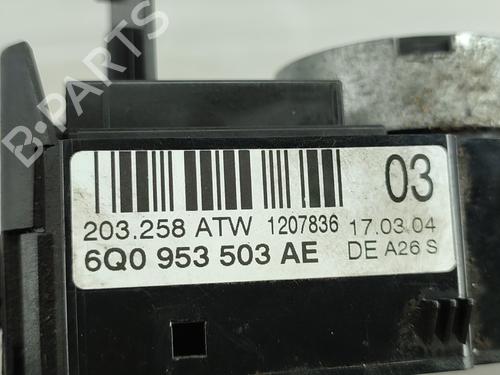 B-PARTS
03
203.258 ATW 1207836 17.03.04
6Q0 953 503 AE DE A26 S